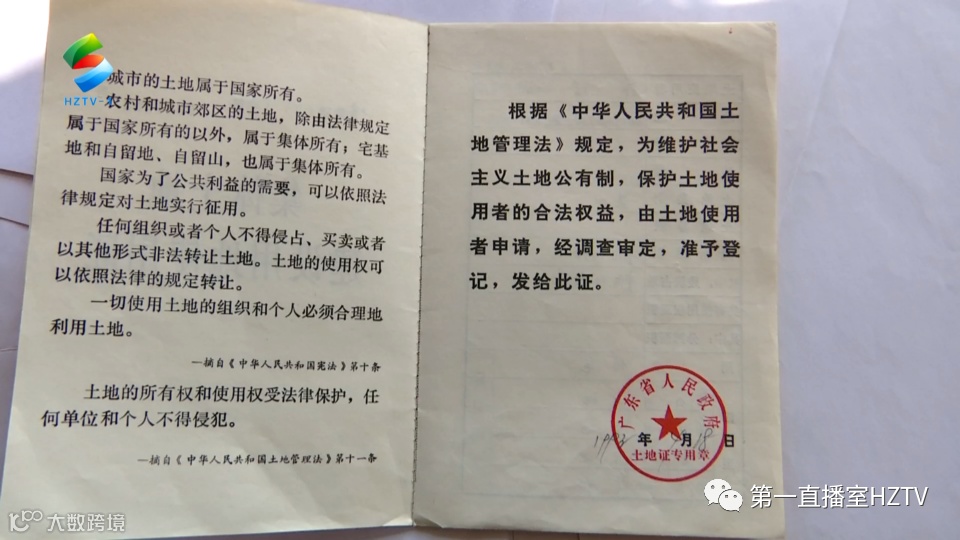 HZTV-
城市的土地属于国家所有。
农村和城市郊区的土地，除由法律规定
属于国家所有的以外，属于集体所有；宅基
地和自留地、自留山，也属于集体所有。
国家为了公共利益的需要，可以依照法
律规定对土地实行征用。
任何组织或者个人不得侵占、买卖或者
以其他形式非法转让土地。土地的使用权可
以依照法律的规定转让。
一切使用土地的组织和个人必须合理地
利用土地。
—摘自《中华人民共和国宪法》第十条
土地的所有权和使用权受法律保护，任
何单位和个人不得侵犯。
—摘自《中华人民共和国土地管理法》第十一条
根据《中华人民共和国土
地管理法》规定，为维护社会
主义土地公有制，保护土地使
用者的合法权益，由土地使用
者申请，经调查审定，准予登
记，发给此证。
广东省人民政府
年 月18日
土地证专用章
第一直播室HZTV
大数跨境